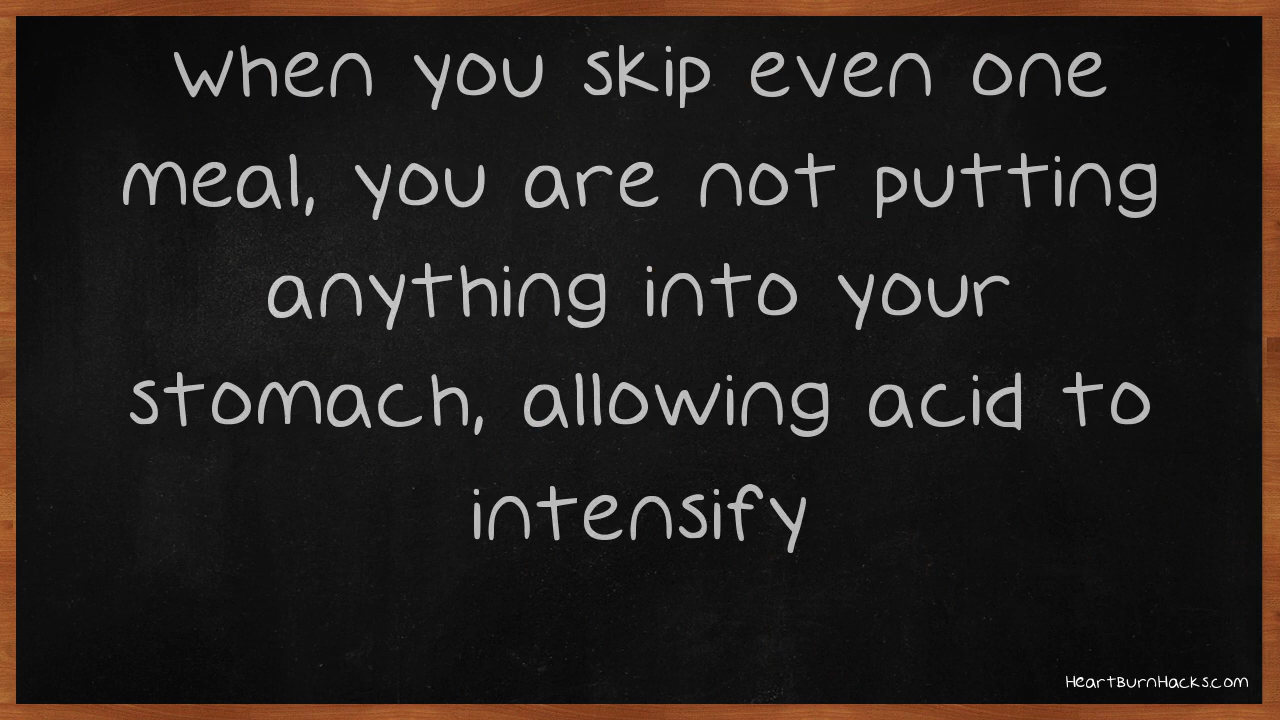 When you skip even one
meal, you are not putting
anything into your
stomach, allowing acid to
intensify
HeartBurnHacks.com